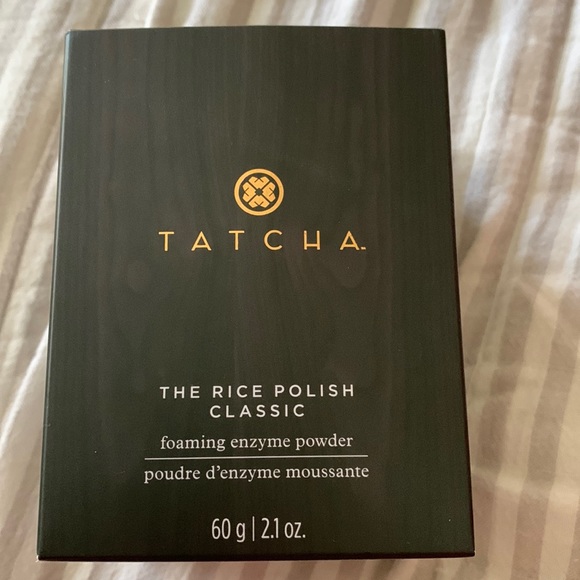 TATCHA
THE RICE POLISH
CLASSIC
foaming enzyme powder
poudre d'enzyme moussante
60 g | 2.1 oz.